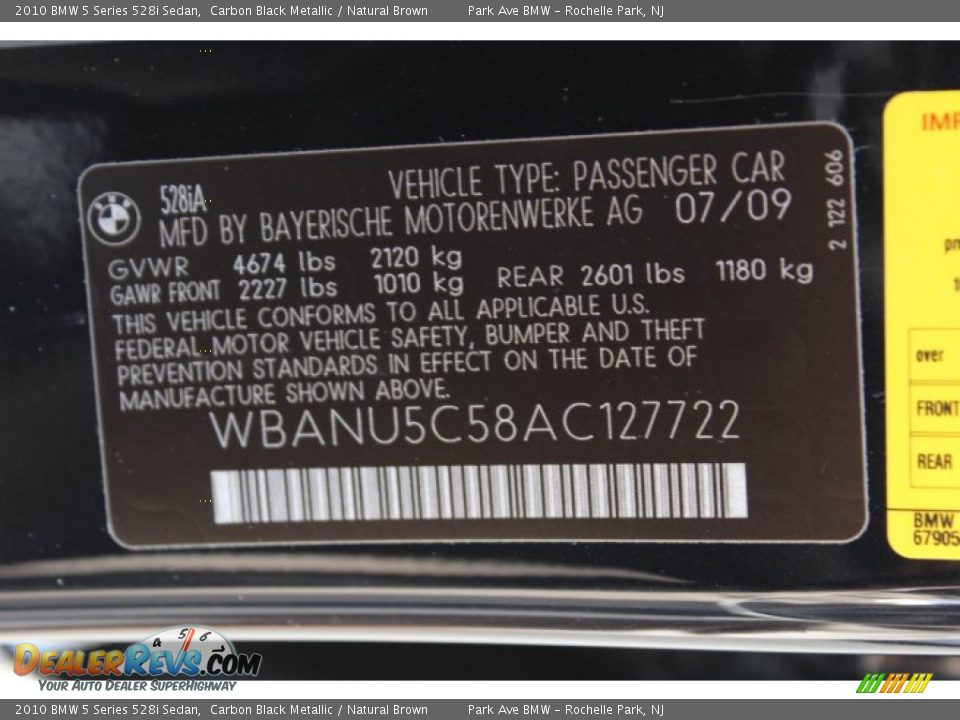 2010 BMW 5 Series 528i Sedan, Carbon Black Metallic / Natural Brown Park Ave BMW - Rochelle Park, NJ
528iA VEHICLE TYPE: PASSENGER CAR
MFD BY BAYERISCHE MOTORENWERKE AG 07/09
GVWR 4674 lbs 2120 kg
GAWR FRONT 2227 lbs 1010 kg REAR 2601 lbs 1180 kg
THIS VEHICLE CONFORMS TO ALL APPLICABLE U.S.
FEDERAL MOTOR VEHICLE SAFETY, BUMPER AND THEFT
PREVENTION STANDARDS IN EFFECT ON THE DATE OF
MANUFACTURE SHOWN ABOVE.
WBANU5C58AC127722
2 122 606
over
FRONT
REAR
BMW
4 5 6
DEALERREVS.COM
YOUR AUTO DEALER SUPERHIGHWAY
2010 BMW 5 Series 528i Sedan, Carbon Black Metallic / Natural Brown Park Ave BMW - Rochelle Park, NJ